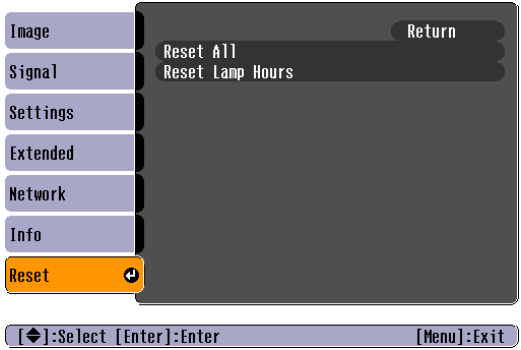 Image
Signal
Settings
Extended
Network
Info
Reset
Return
Reset All
Reset Lamp Hours
[◆]:Select [Enter]:Enter [Menu]:Exit